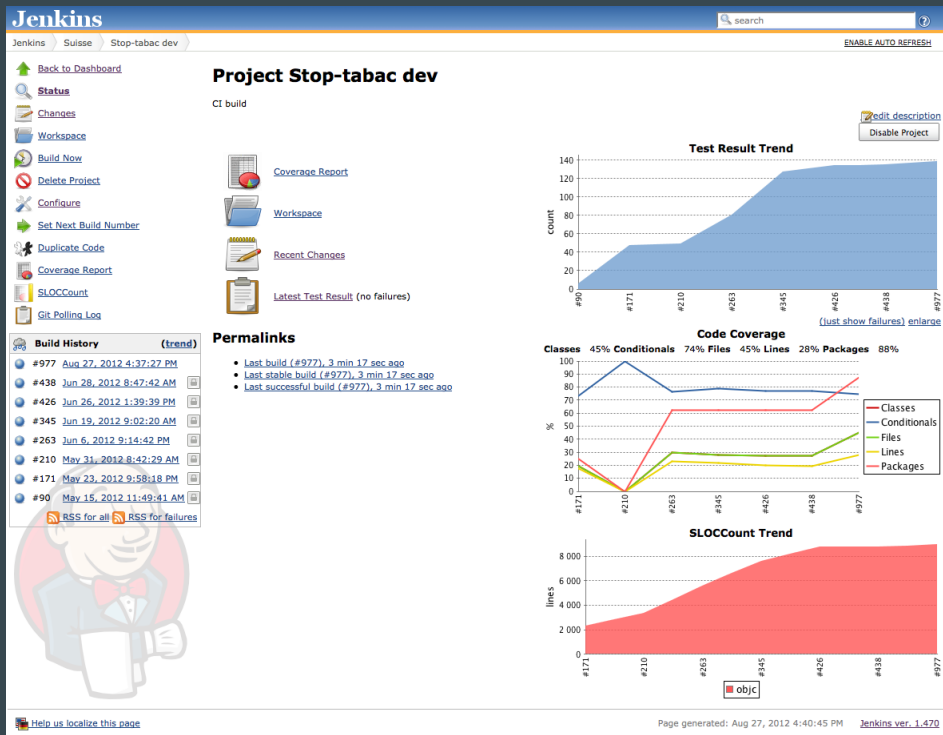 Jenkins
search
?
Jenkins Suisse Stop-tabac dev
ENABLE AUTO REFRESH
Back to Dashboard
Status
Changes
Workspace
Build Now
Delete Project
Configure
Set Next Build Number
Duplicate Code
Coverage Report
SLOCCount
Git Polling Log
Build History (trend)
#977 Aug 27, 2012 4:37:27 PM
#438 Jun 28, 2012 8:47:42 AM
#426 Jun 26, 2012 1:39:39 PM
#345 Jun 19, 2012 9:02:20 AM
#263 Jun 6, 2012 9:14:42 PM
#210 May 31, 2012 8:42:29 AM
#171 May 23, 2012 9:58:18 PM
#90 May 15, 2012 11:49:41 AM
RSS for all RSS for failures
Project Stop-tabac dev
CI build
edit description
Disable Project
Coverage Report
Workspace
Recent Changes
Latest Test Result (no failures)
Permalinks
Last build (#977), 3 min 17 sec ago
Last stable build (#977), 3 min 17 sec ago
Last successful build (#977), 3 min 17 sec ago
Test Result Trend
count
140
120
100
80
60
40
20
0
#90 #171 #210 #263 #345 #426 #438 #977
(just show failures) enlarge
Code Coverage
Classes 45% Conditionals 74% Files 45% Lines 28% Packages 88%
%
100
90
80
70
60
50
40
30
20
10
0
#171 #210 #263 #345 #426 #438 #977
Classes
Conditionals
Files
Lines
Packages
SLOCCount Trend
lines
8 000
6 000
4 000
2 000
0
#171 #210 #263 #345 #426 #438 #977
objc
Help us localize this page
Page generated: Aug 27, 2012 4:40:45 PM Jenkins ver. 1.470